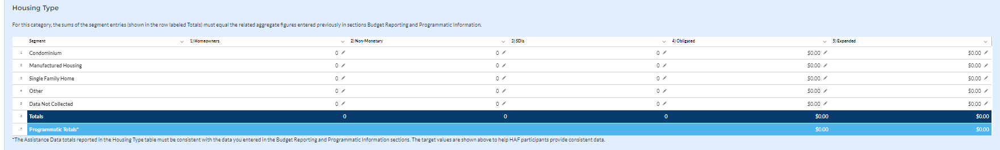 Housing Type
For this category, the sums of the segment entries (shown in the row labeled Totals) must equal the related aggregate figures entered previously in sections Budget Reporting and Programmatic Information.
Segment 1) Homeowners 2) Non-Monetary 3) SDIs 4) Obligated 5) Expended
1 Condominium 0 0 0 $0.00 $0.00
2 Manufactured Housing 0 0 0 $0.00 $0.00
3 Single Family Home 0 0 0 $0.00 $0.00
4 Other 0 0 0 $0.00 $0.00
5 Data Not Collected 0 0 0 $0.00 $0.00
6 Totals 0 0 0 $0.00 $0.00
7 Programmatic Totals* $0.00 $0.00
*The Assistance Data totals reported in the Housing Type table must be consistent with the data you entered in the Budget Reporting and Programmatic Information sections. The target values are shown above to help HAF participants provide consistent data.